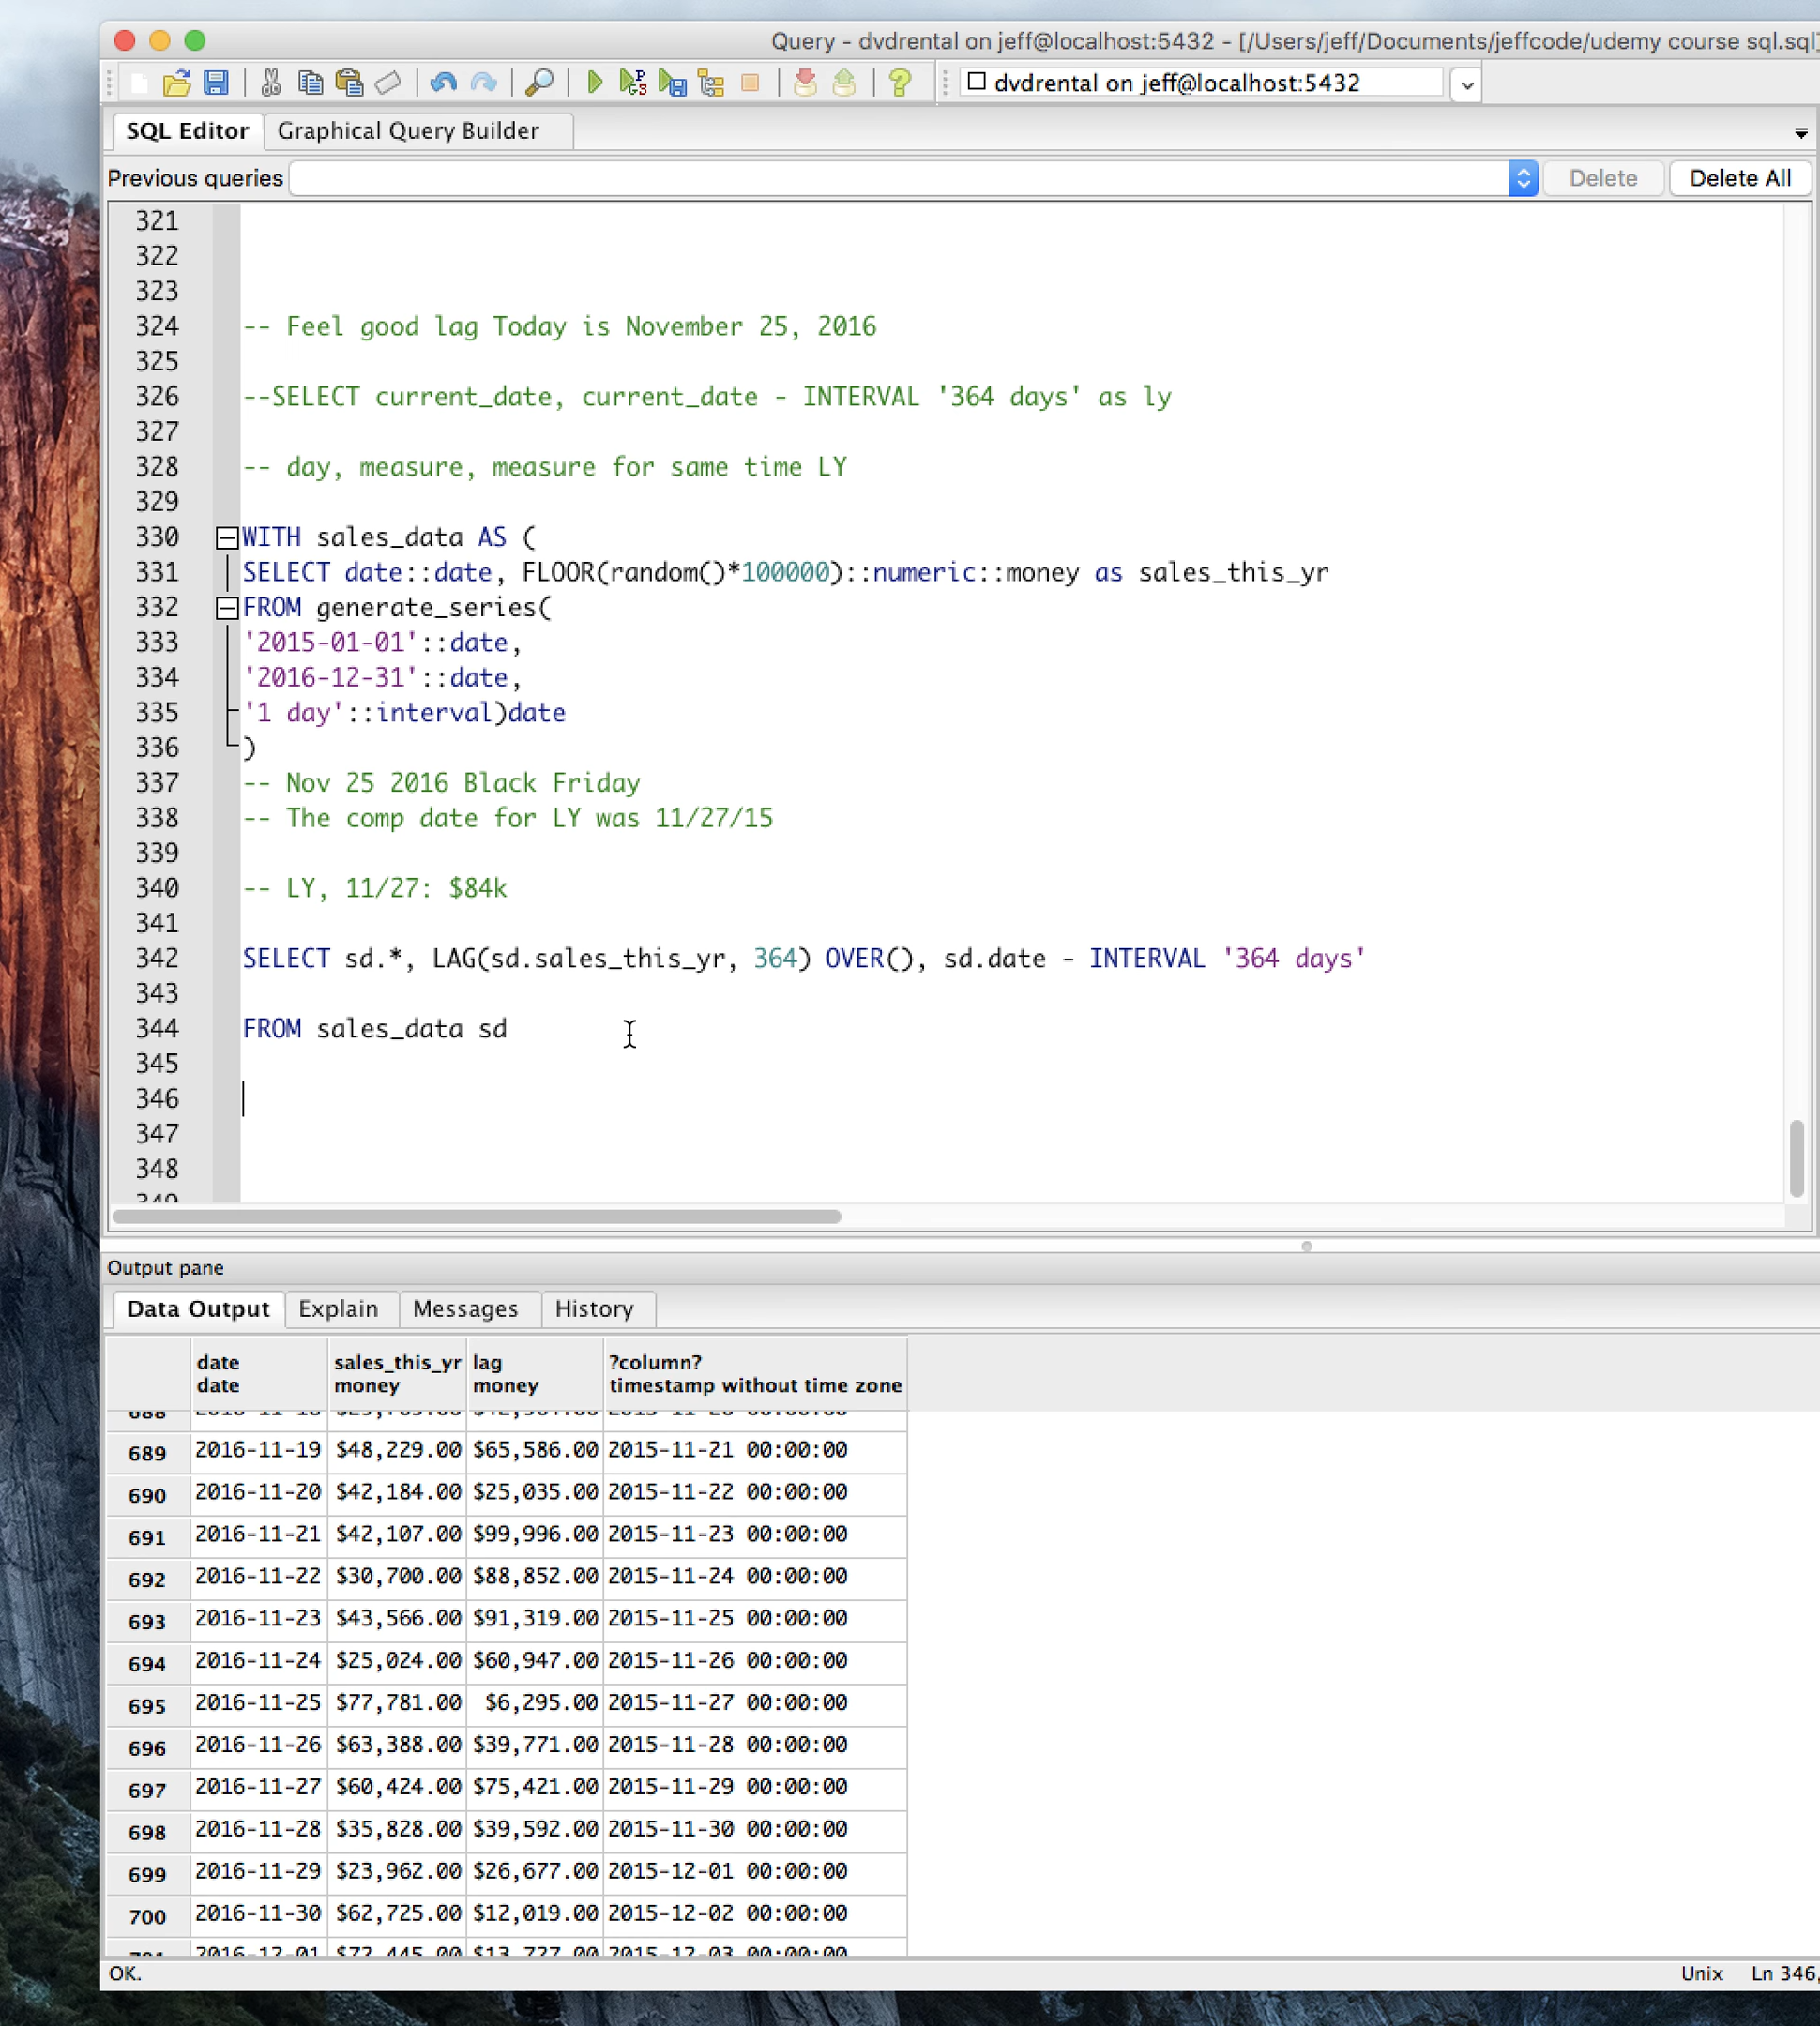 Query - dvdrental on jeff@localhost:5432 - [/Users/jeff/Documents/jeffcode/udemy course sql.sql]
dvdrental on jeff@localhost:5432
SQL Editor Graphical Query Builder
Previous queries Delete Delete All
321
322
323
324 -- Feel good lag Today is November 25, 2016
325
326 --SELECT current_date, current_date - INTERVAL '364 days' as ly
327
328 -- day, measure, measure for same time LY
329
330 WITH sales_data AS (
331 SELECT date::date, FLOOR(random()*100000)::numeric::money as sales_this_yr
332 FROM generate_series(
333 '2015-01-01'::date,
334 '2016-12-31'::date,
335 '1 day'::interval)date
336 )
337 -- Nov 25 2016 Black Friday
338 -- The comp date for LY was 11/27/15
339
340 -- LY, 11/27: $84k
341
342 SELECT sd.*, LAG(sd.sales_this_yr, 364) OVER(), sd.date - INTERVAL '364 days'
343
344 FROM sales_data sd
345
346
347
348
349
Output pane
Data Output Explain Messages History
date sales_this_yr lag ?column?
date money money timestamp without time zone
688
689 2016-11-19 $48,229.00 $65,586.00 2015-11-21 00:00:00
690 2016-11-20 $42,184.00 $25,035.00 2015-11-22 00:00:00
691 2016-11-21 $42,107.00 $99,996.00 2015-11-23 00:00:00
692 2016-11-22 $30,700.00 $88,852.00 2015-11-24 00:00:00
693 2016-11-23 $43,566.00 $91,319.00 2015-11-25 00:00:00
694 2016-11-24 $25,024.00 $60,947.00 2015-11-26 00:00:00
695 2016-11-25 $77,781.00 $6,295.00 2015-11-27 00:00:00
696 2016-11-26 $63,388.00 $39,771.00 2015-11-28 00:00:00
697 2016-11-27 $60,424.00 $75,421.00 2015-11-29 00:00:00
698 2016-11-28 $35,828.00 $39,592.00 2015-11-30 00:00:00
699 2016-11-29 $23,962.00 $26,677.00 2015-12-01 00:00:00
700 2016-11-30 $62,725.00 $12,019.00 2015-12-02 00:00:00
2016-12-01 $72,445.00 $13,727.00 2015-12-03 00:00:00
OK. Unix Ln 346,